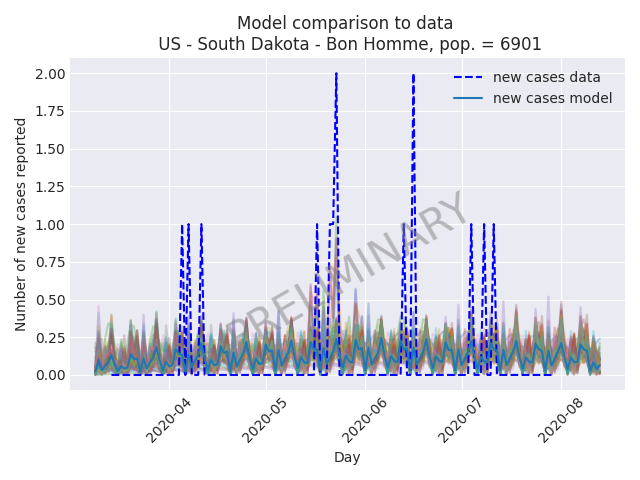 Model comparison to data
US - South Dakota - Bon Homme, pop. = 6901
new cases data
new cases model
Number of new cases reported
2.00
1.75
1.50
1.25
1.00
0.75
0.50
0.25
0.00
PRELIMINARY
2020-04
2020-05
2020-06
2020-07
2020-08
Day